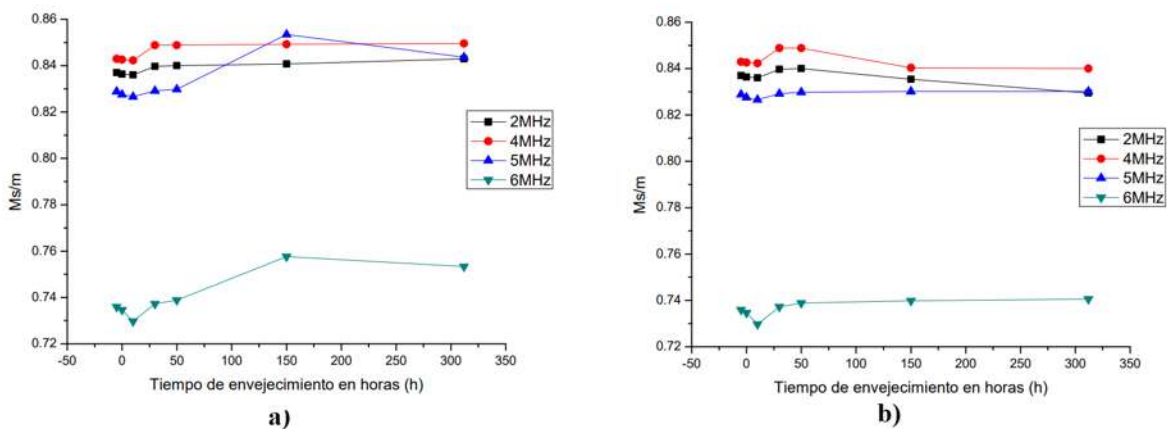 0.86
0.84
0.82
0.80
0.78
0.76
0.74
0.72
Ms/m
-50 0 50 100 150 200 250 300 350
Tiempo de envejecimiento en horas (h)
2MHz
4MHz
5MHz
6MHz
a)
0.86
0.84
0.82
0.80
0.78
0.76
0.74
0.72
Ms/m
-50 0 50 100 150 200 250 300 350
Tiempo de envejecimiento en horas (h)
2MHz
4MHz
5MHz
6MHz
b)